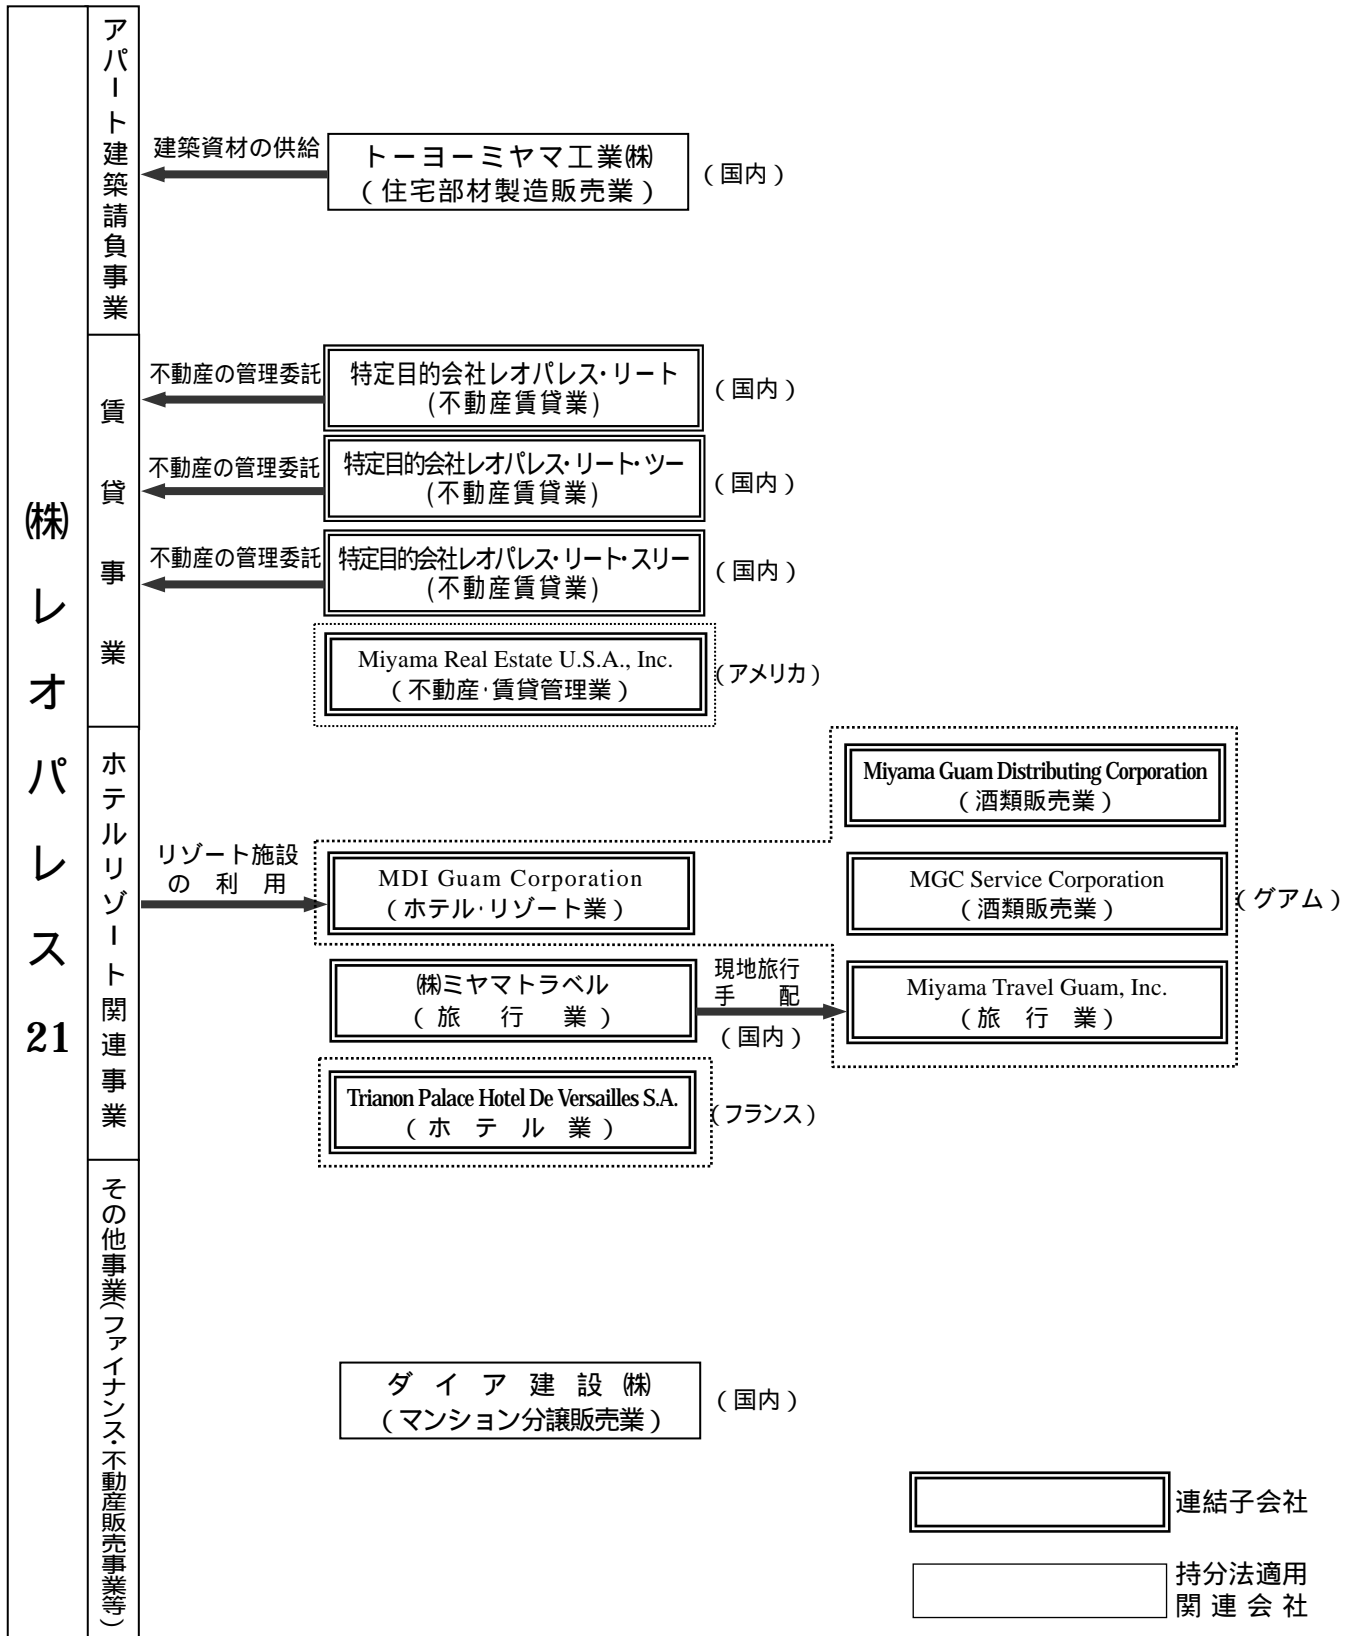 ㈱レオパレス21
アパート建築請負事業
建築資材の供給
トーヨーミヤマ工業㈱
(住宅部材製造販売業)
(国内)
賃貸事業
不動産の管理委託
特定目的会社レオパレス・リート
(不動産賃貸業)
(国内)
不動産の管理委託
特定目的会社レオパレス・リート・ツー
(不動産賃貸業)
(国内)
不動産の管理委託
特定目的会社レオパレス・リート・スリー
(不動産賃貸業)
(国内)
Miyama Real Estate U.S.A., Inc.
(不動産・賃貸管理業)
(アメリカ)
ホテルリゾート関連事業
Miyama Guam Distributing Corporation
(酒類販売業)
リゾート施設
の利用
MDI Guam Corporation
(ホテル・リゾート業)
MGC Service Corporation
(酒類販売業)
(グアム)
㈱ミヤマトラベル
(旅行業)
現地旅行
手配
(国内)
Miyama Travel Guam, Inc.
(旅行業)
Trianon Palace Hotel De Versailles S.A.
(ホテル業)
(フランス)
その他事業(ファイナンス・不動産販売事業等)
ダイア建設㈱
(マンション分譲販売業)
(国内)
連結子会社
持分法適用
関連会社